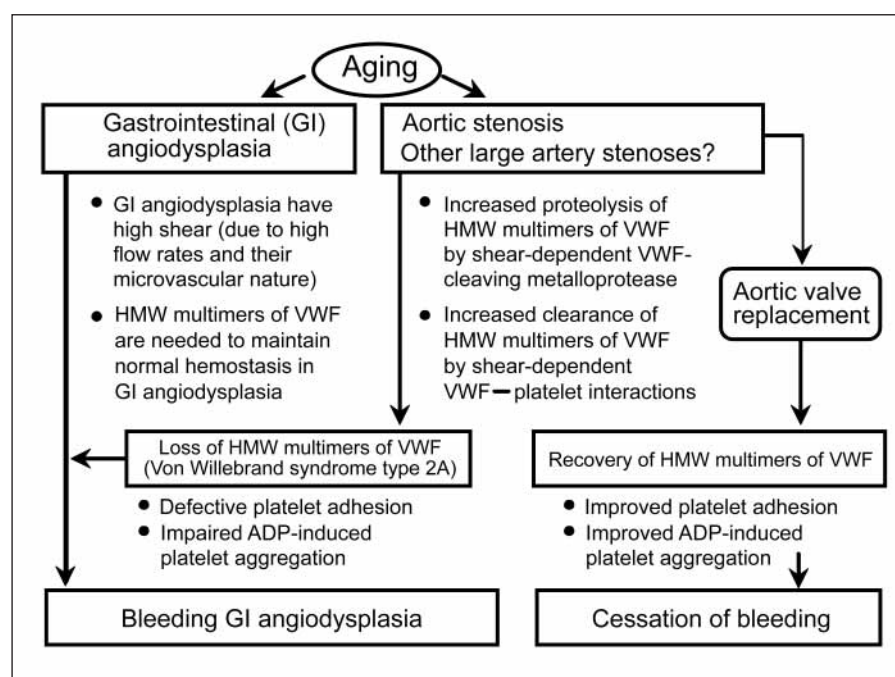 Aging
Gastrointestinal (GI)
angiodysplasia
Aortic stenosis
Other large artery stenoses?
● GI angiodysplasia have
high shear (due to high
flow rates and their
microvascular nature)
● HMW multimers of VWF
are needed to maintain
normal hemostasis in
GI angiodysplasia
● Increased proteolysis of
HMW multimers of VWF
by shear-dependent VWF-
cleaving metalloprotease
● Increased clearance of
HMW multimers of VWF
by shear-dependent
VWF—platelet interactions
Aortic valve
replacement
Loss of HMW multimers of VWF
(Von Willebrand syndrome type 2A)
● Defective platelet adhesion
● Impaired ADP-induced
platelet aggregation
Recovery of HMW multimers of VWF
● Improved platelet adhesion
● Improved ADP-induced
platelet aggregation
Bleeding GI angiodysplasia
Cessation of bleeding